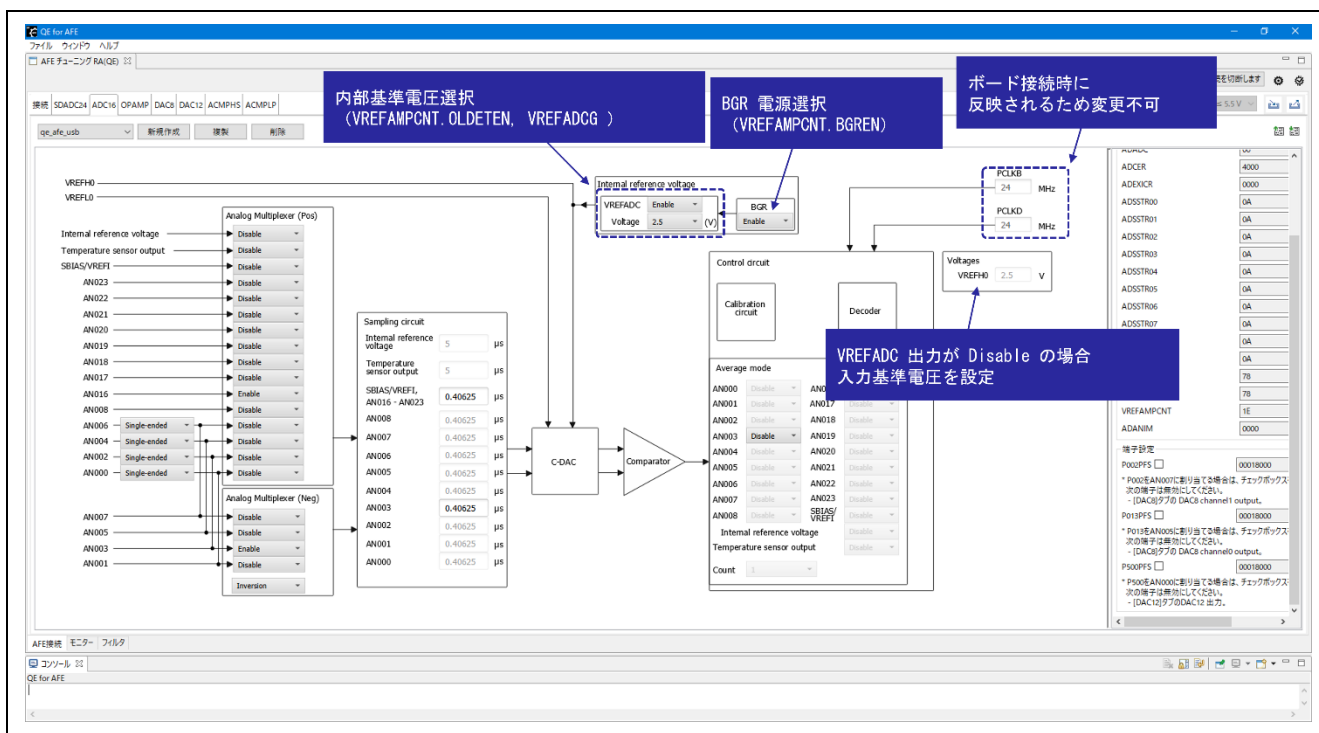 QE for AFE
ファイル ウィンドウ ヘルプ
AFE チューニング RA(QE)
を切断します
接続 SDADC24 ADC16 OPAMP DAC8 DAC12 ACMPHS ACMPLP
≤ 5.5 V
qe_afe_usb 新規作成 複製 削除
内部基準電圧選択
(VREFAMPCNT.OLDETEN, VREFADCG )
BGR 電源選択
(VREFAMPCNT.BGREN)
ボード接続時に
反映されるため変更不可
VREFH0
VREFL0
Internal reference voltage
VREFADC Enable
Voltage 2.5 (V)
BGR
Enable
PCLKB
24 MHz
PCLKD
24 MHz
Analog Multiplexer (Pos)
Internal reference voltage Disable
Temperature sensor output Disable
SBIAS/VREFI Disable
AN023 Disable
AN022 Disable
AN021 Disable
AN020 Disable
AN019 Disable
AN018 Disable
AN017 Disable
AN016 Enable
AN008 Disable
AN006 Single-ended Disable
AN004 Single-ended Disable
AN002 Single-ended Disable
AN000 Single-ended Disable
Analog Multiplexer (Neg)
AN007 Disable
AN005 Disable
AN003 Enable
AN001 Disable
Inversion
Sampling circuit
Internal reference
voltage 5 µs
Temperature
sensor output 5 µs
SBIAS/VREFI,
AN016 - AN023 0.40625 µs
AN008 0.40625 µs
AN007 0.40625 µs
AN006 0.40625 µs
AN005 0.40625 µs
AN004 0.40625 µs
AN003 0.40625 µs
AN002 0.40625 µs
AN001 0.40625 µs
AN000 0.40625 µs
C-DAC
Comparator
Control circuit
Calibration
circuit
Decoder
Voltages
VREFH0 2.5 V
VREFADC 出力が Disable の場合
入力基準電圧を設定
Average mode
AN000 Disable
AN001 Disable AN017 Disable
AN002 Disable AN018 Disable
AN003 Disable AN019 Disable
AN004 Disable AN020 Disable
AN005 Disable AN021 Disable
AN006 Disable AN022 Disable
AN007 Disable AN023 Disable
AN008 Disable SBIAS/
VREFI Disable
Internal reference voltage Disable
Temperature sensor output Disable
Count 1
ADADC 00
ADCER 4000
ADEXICR 0000
ADSSTR00 0A
ADSSTR01 0A
ADSSTR02 0A
ADSSTR03 0A
ADSSTR04 0A
ADSSTR05 0A
ADSSTR06 0A
ADSSTR07 0A
0A
0A
78
78
VREFAMPCNT 1E
ADANIM 0000
端子設定
P002PFS 00018000
* P002をAN007に割り当てる場合は、チェックボックス
次の端子は無効にしてください。
- [DAC8]タブの DAC8 channel1 output。
P013PFS 00018000
* P013をAN005に割り当てる場合は、チェックボックス
次の端子は無効にしてください。
- [DAC8]タブの DAC8 channel0 output。
P500PFS 00018000
* P500をAN000に割り当てる場合は、チェックボックス
次の端子は無効にしてください。
- [DAC12]タブのDAC12 出力。
AFE接続 モニター フィルタ
コンソール
QE for AFE